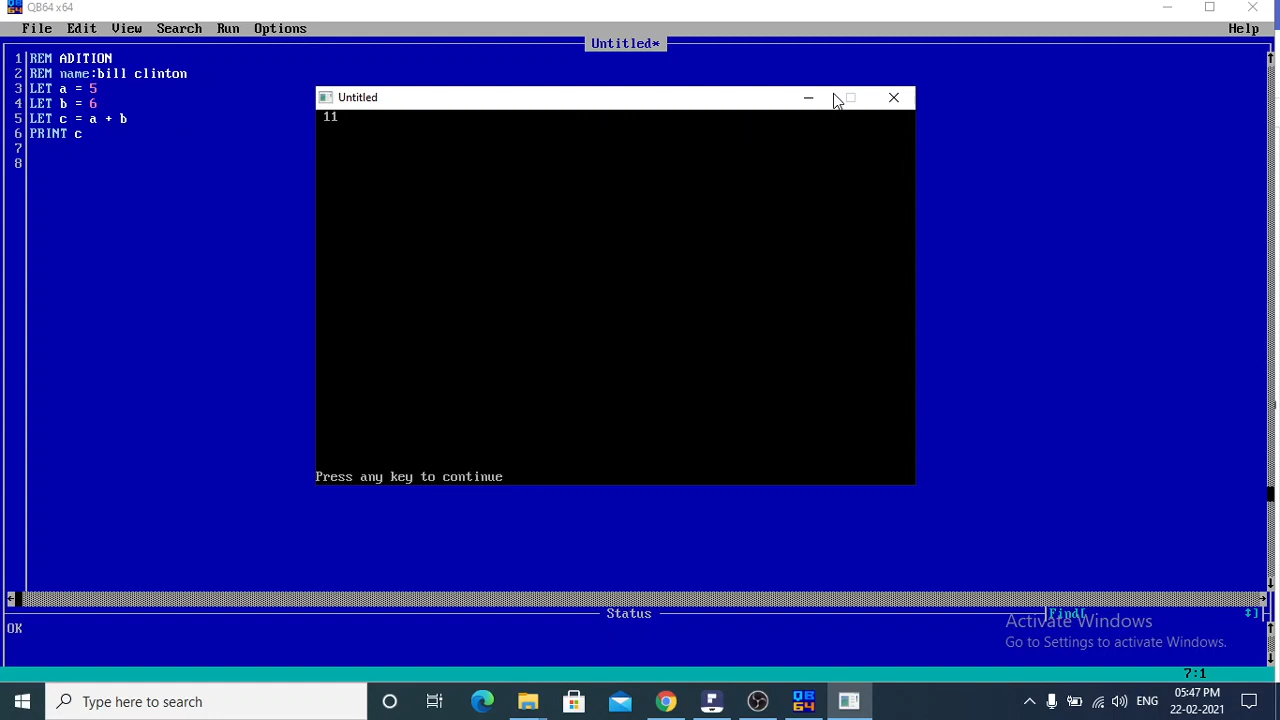 QB64 x64
File Edit View Search Run Options Help
Untitled*
1 REM ADITION
2 REM name:bill clinton
3 LET a = 5
4 LET b = 6
5 LET c = a + b
6 PRINT c
7
8
Untitled
11
Press any key to continue
Status
Find[
OK
Activate Windows
Go to Settings to activate Windows.
7:1
Type here to search
ENG
05:47 PM
22-02-2021